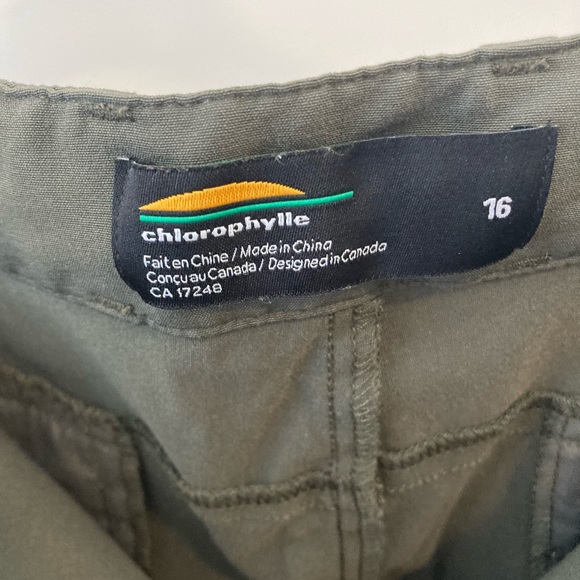 chlorophylle
16
Fait en Chine / Made in China
Conçu au Canada / Designed in Canada
CA 17248